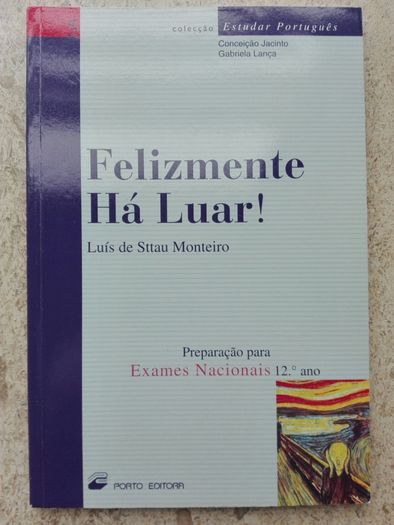 colecção Estudar Português
Conceição Jacinto
Gabriela Lança
Felizmente
Há Luar!
Luís de Sttau Monteiro
Preparação para
Exames Nacionais 12.º ano
PORTO EDITORA